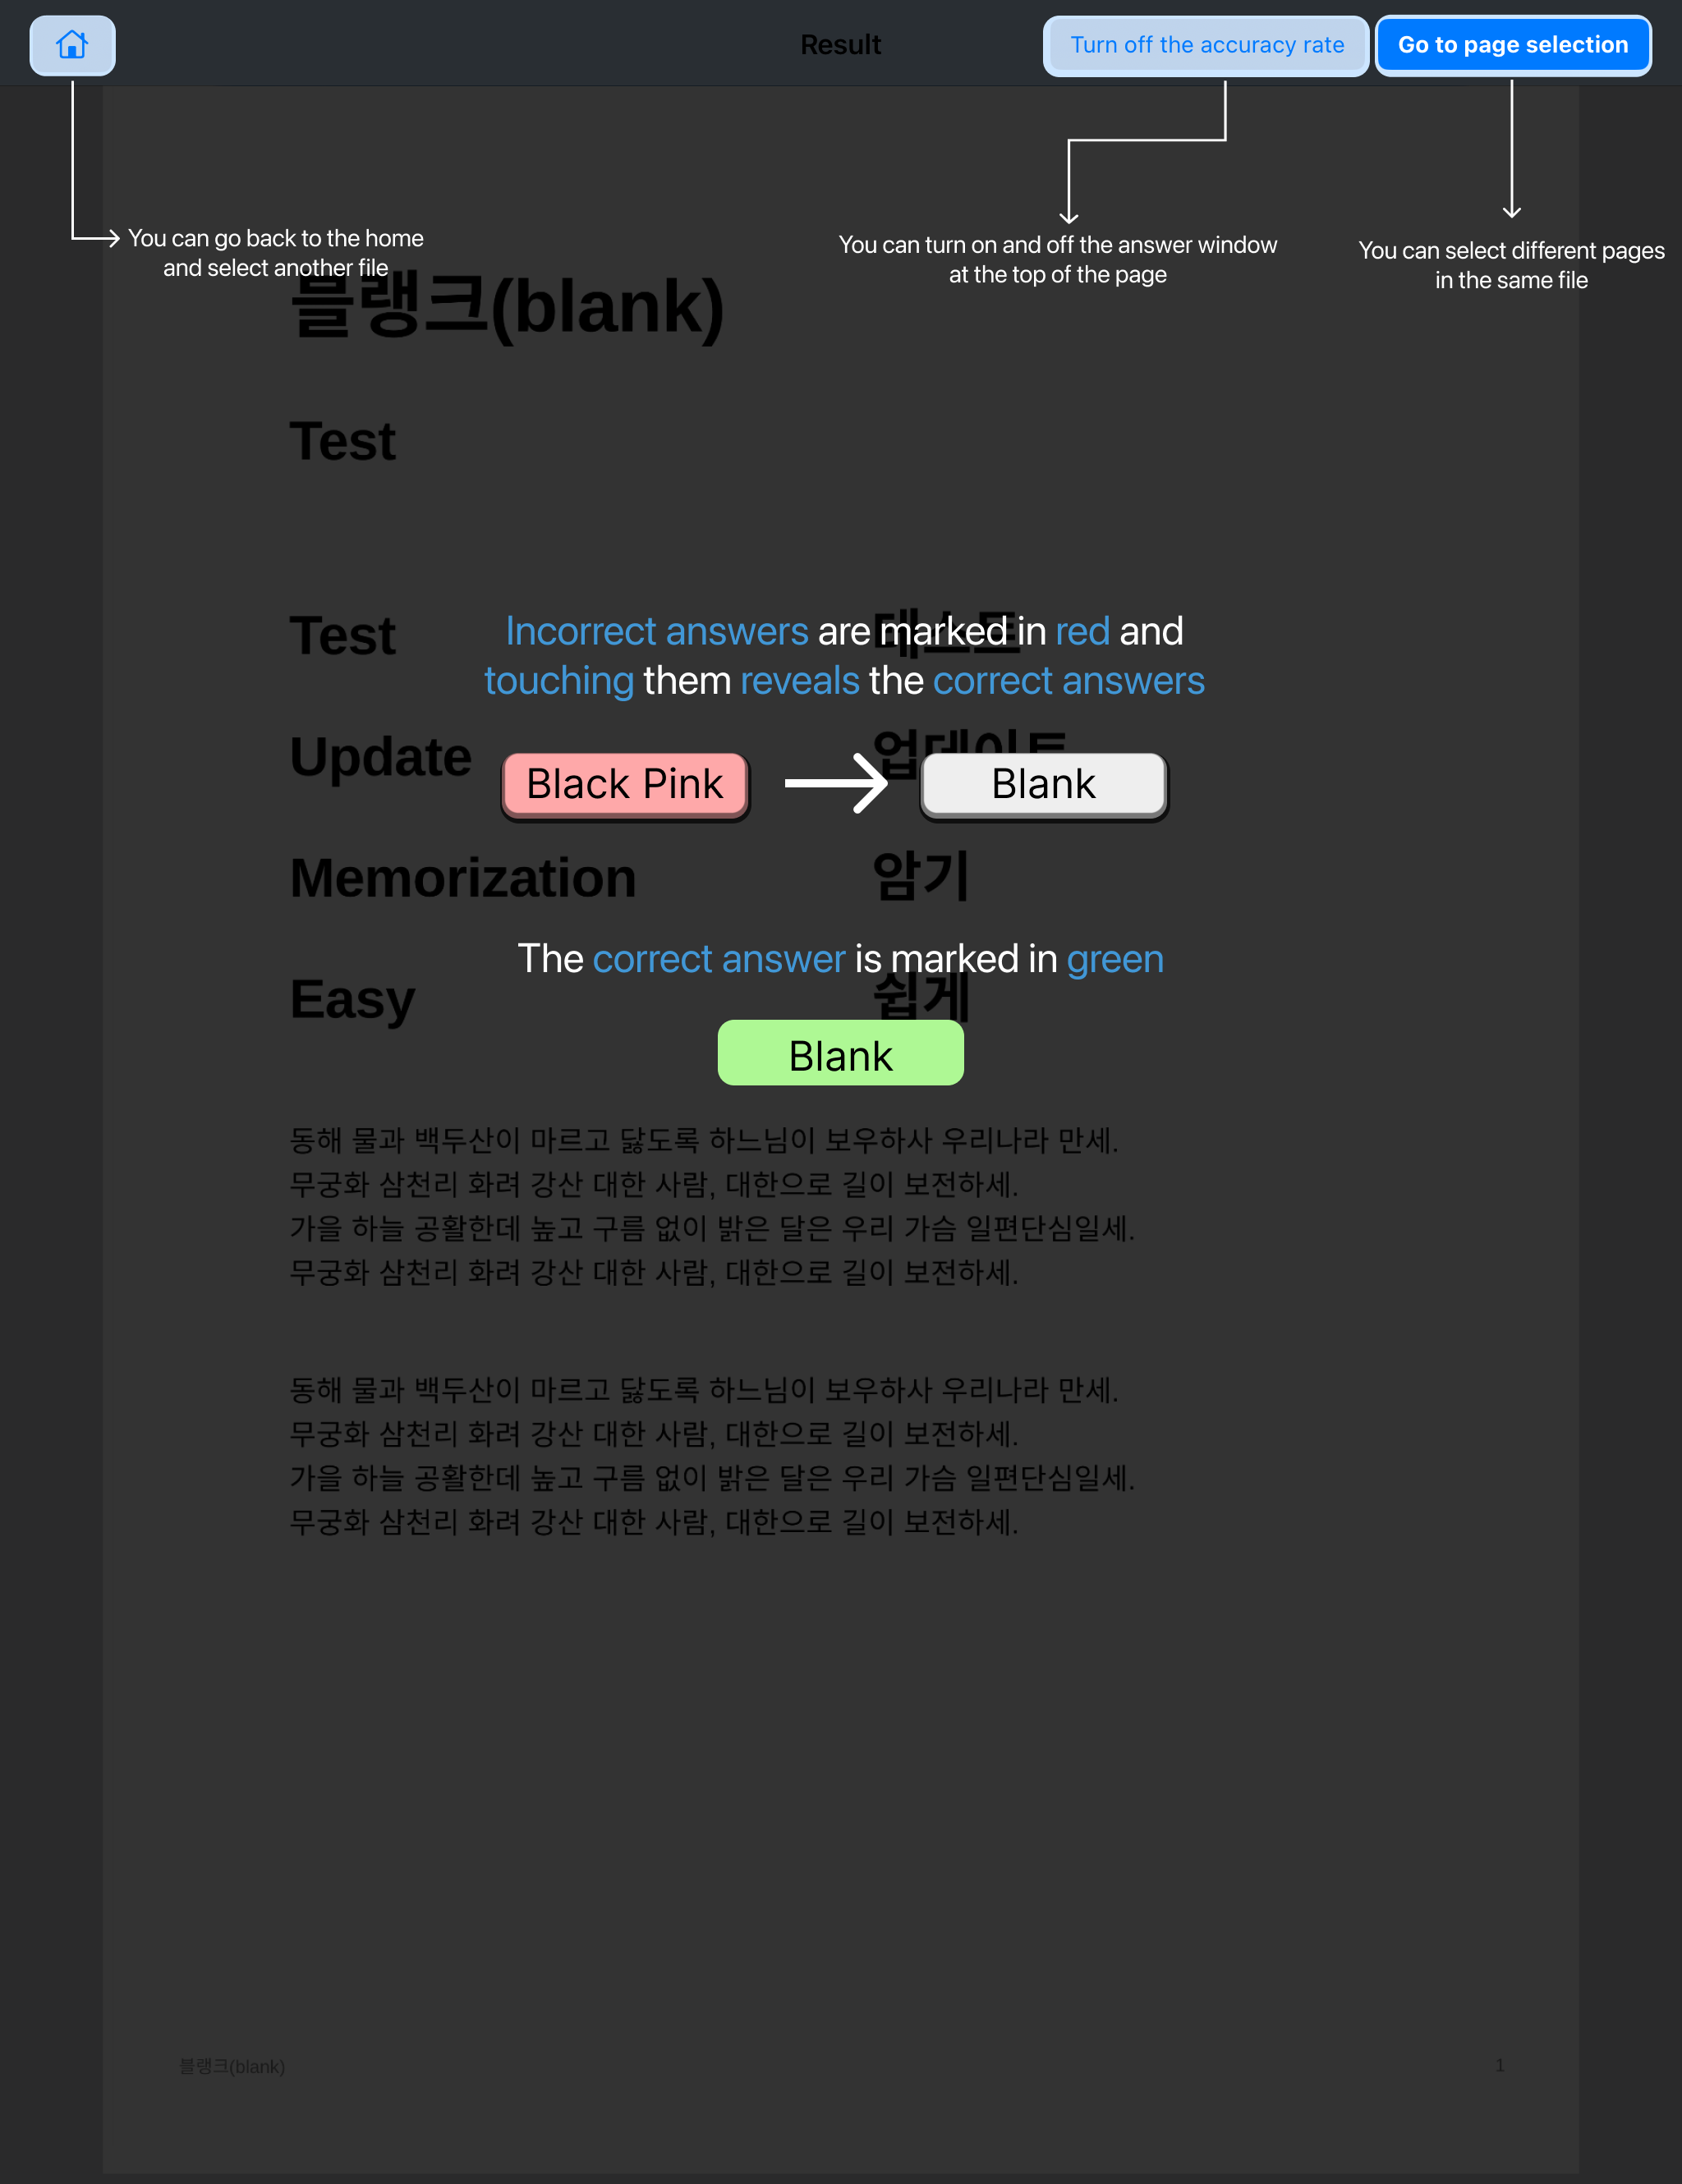 Result
Turn off the accuracy rate
Go to page selection
You can go back to the home
and select another file
You can turn on and off the answer window
at the top of the page
You can select different pages
in the same file
블랭크(blank)
Test
Test 테스트
Incorrect answers are marked in red and
touching them reveals the correct answers
Update 업데이트
Black Pink
Blank
Memorization 암기
The correct answer is marked in green
Easy 쉽게
Blank
동해 물과 백두산이 마르고 닳도록 하느님이 보우하사 우리나라 만세.
무궁화 삼천리 화려 강산 대한 사람, 대한으로 길이 보전하세.
가을 하늘 공활한데 높고 구름 없이 밝은 달은 우리 가슴 일편단심일세.
무궁화 삼천리 화려 강산 대한 사람, 대한으로 길이 보전하세.
동해 물과 백두산이 마르고 닳도록 하느님이 보우하사 우리나라 만세.
무궁화 삼천리 화려 강산 대한 사람, 대한으로 길이 보전하세.
가을 하늘 공활한데 높고 구름 없이 밝은 달은 우리 가슴 일편단심일세.
무궁화 삼천리 화려 강산 대한 사람, 대한으로 길이 보전하세.
블랭크(blank)
1